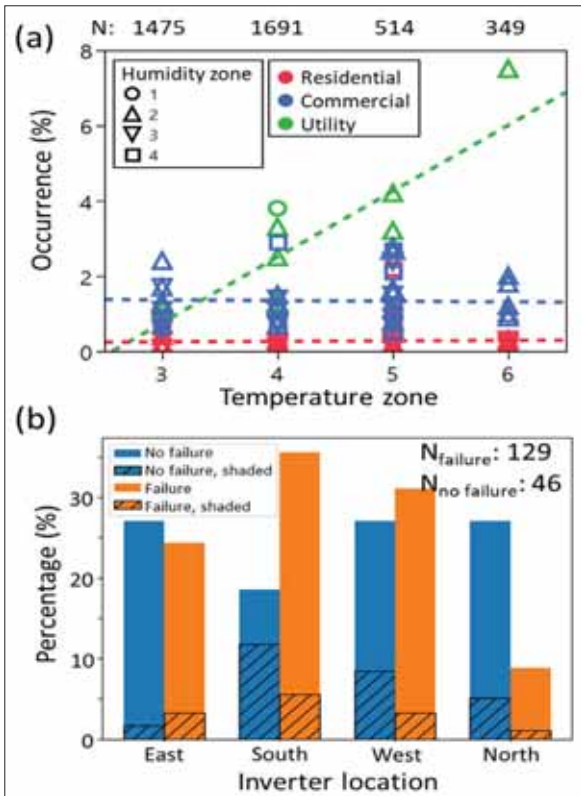 (a)
N: 1475 1691 514 349
8
6
4
2
0
Occurrence (%)
Humidity zone
1
2
3
4
Residential
Commercial
Utility
3 4 5 6
Temperature zone
(b)
No failure
No failure, shaded
Failure
Failure, shaded
Nfailure: 129
Nno failure: 46
30
20
10
0
Percentage (%)
East South West North
Inverter location